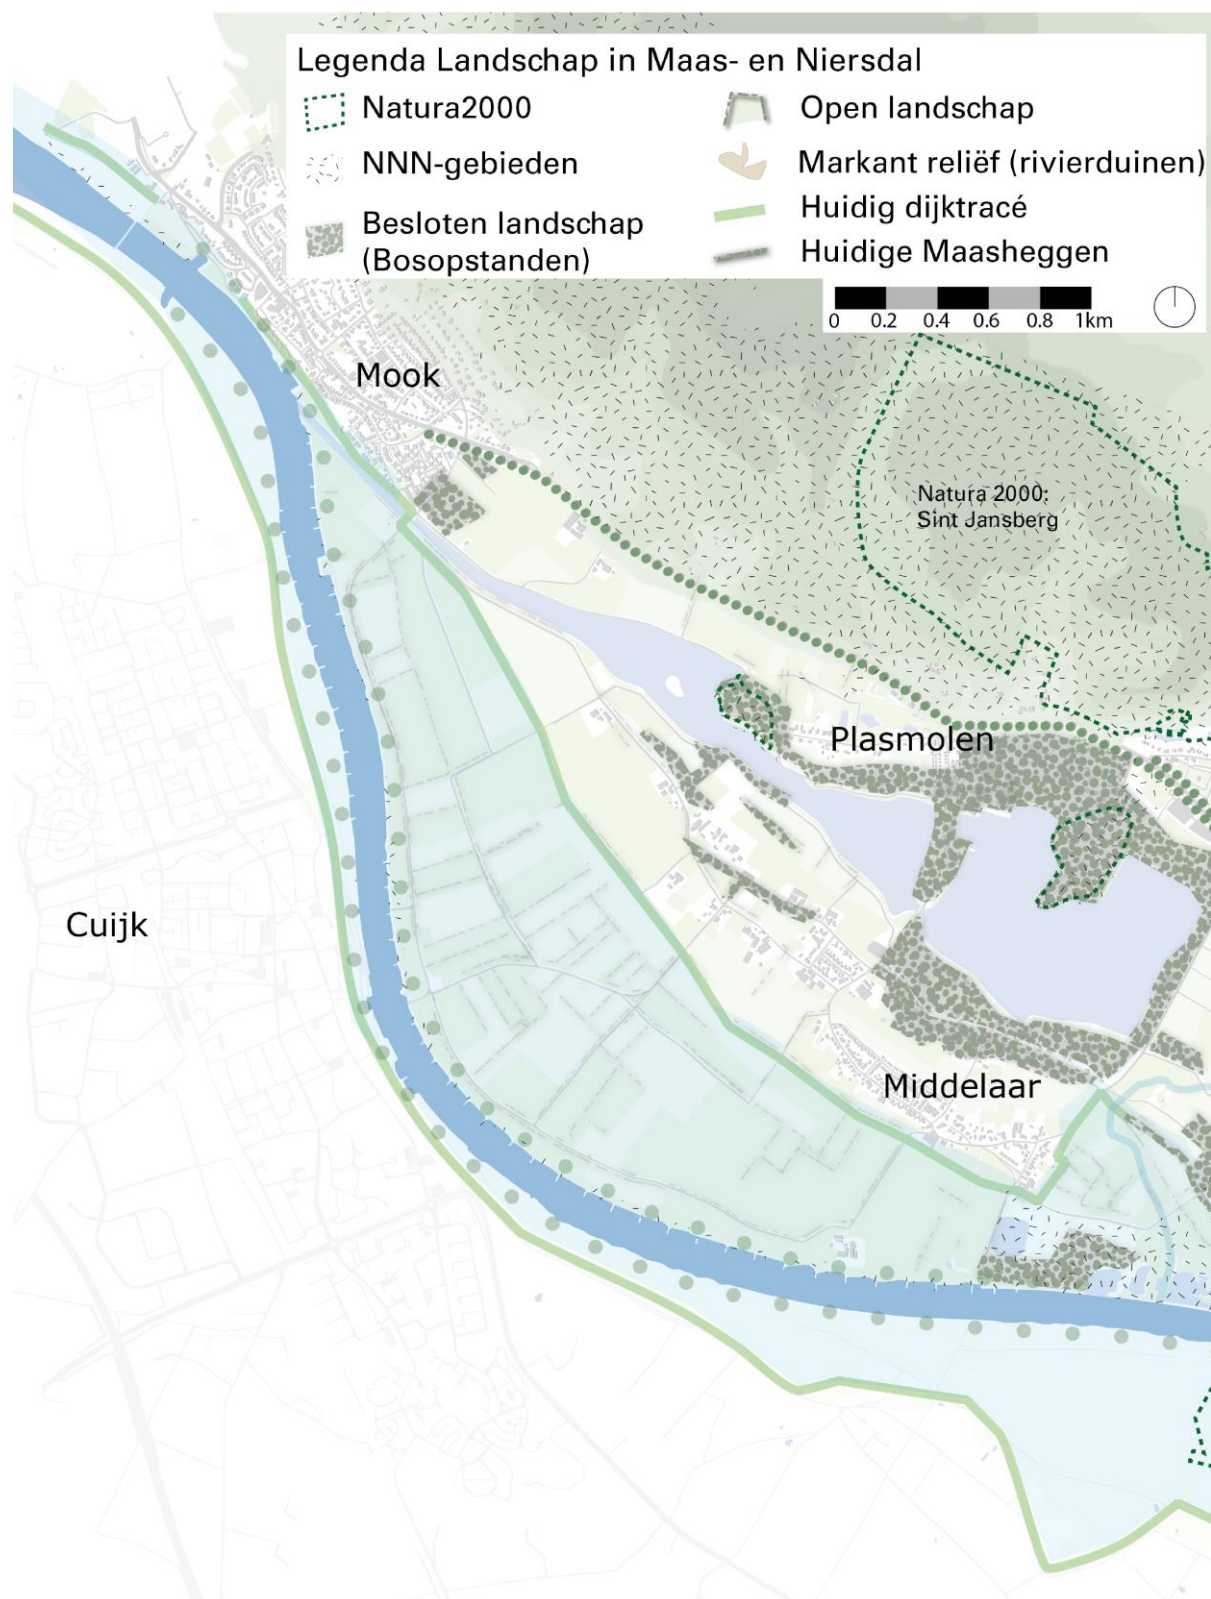 Legenda Landschap in Maas- en Niersdal
Natura2000
NNN-gebieden
Besloten landschap
(Bosopstanden)
Open landschap
Markant reliëf (rivierduinen)
Huidig dijktracé
Huidige Maasheggen
0 0.2 0.4 0.6 0.8 1km
Mook
Natura 2000:
Sint Jansberg
Plasmolen
Cuijk
Middelaar